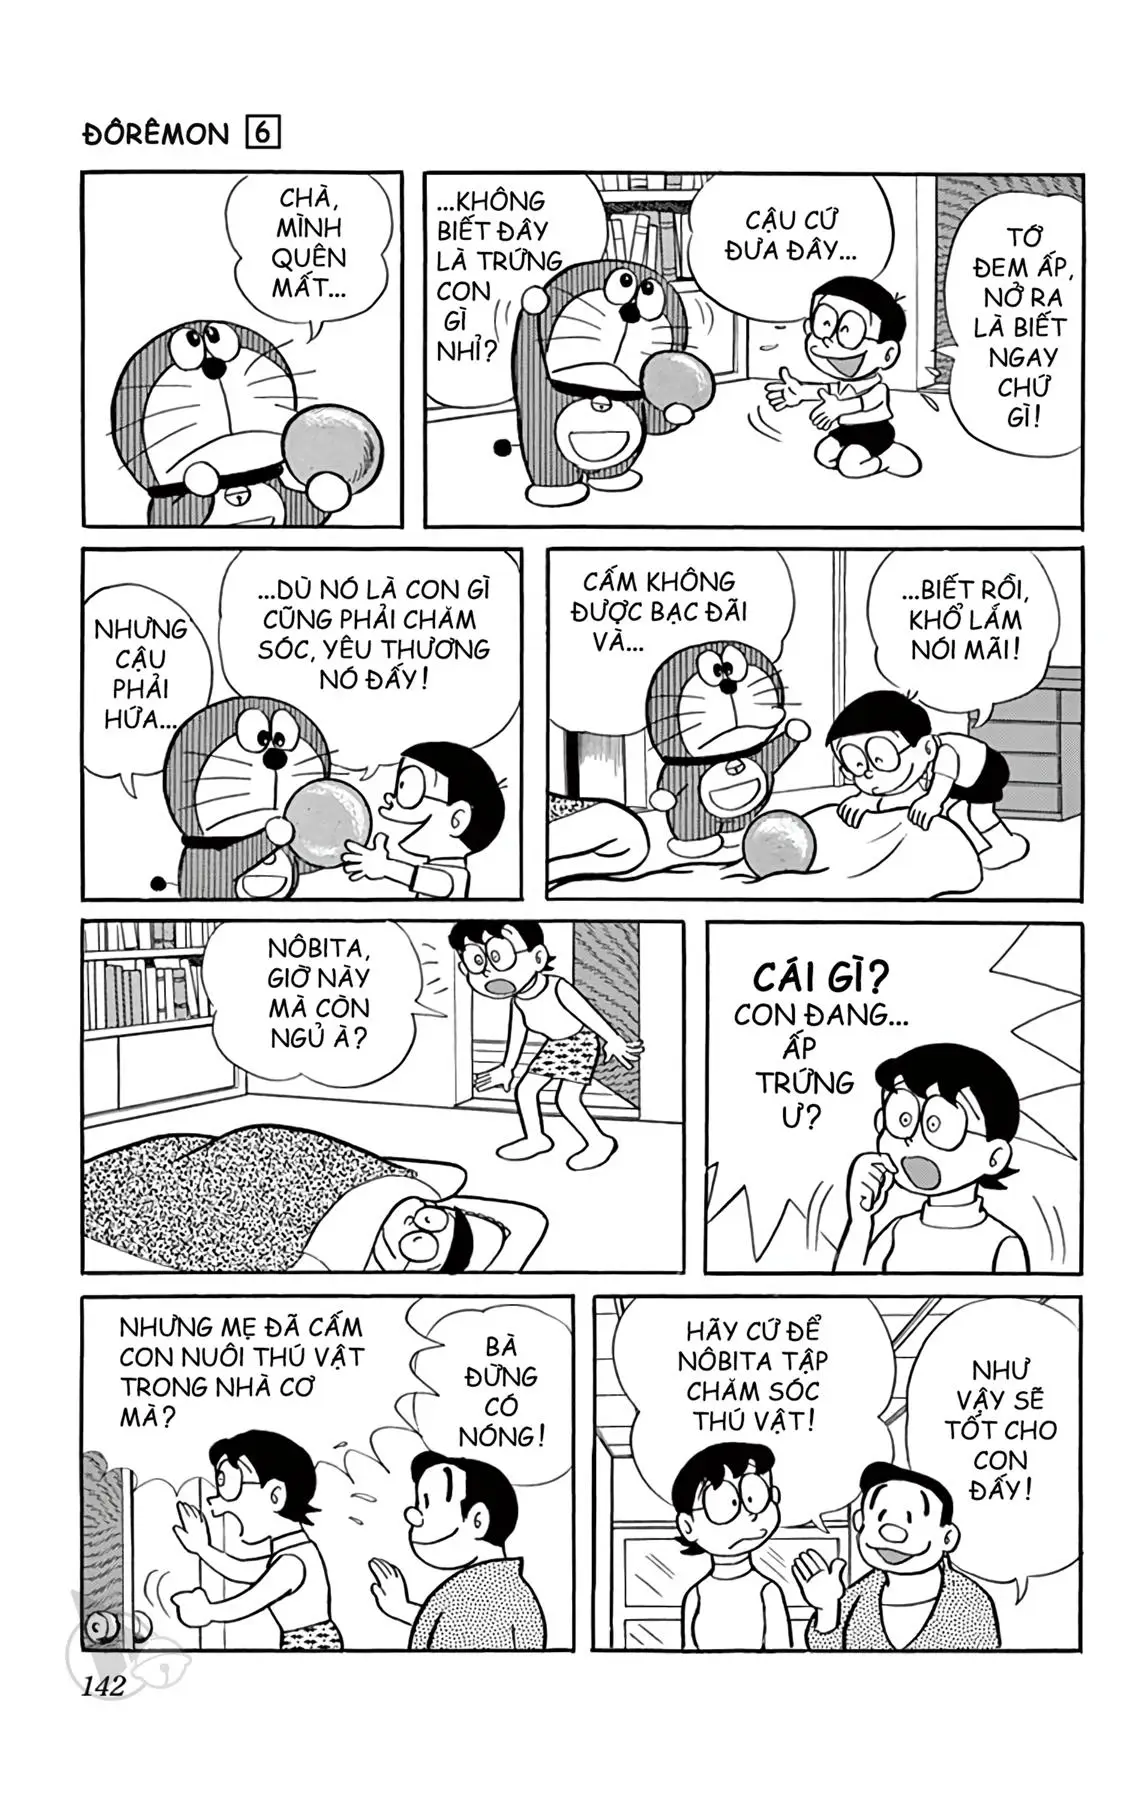 ĐÔRÊMON 6
CHÀ,
MÌNH
QUÊN
MẤT...
...KHÔNG
BIẾT ĐÂY
LÀ TRỨNG
CON
GÌ
NHỈ?
CẬU CỨ
ĐƯA ĐÂY...
TỚ
ĐEM ẤP,
NỞ RA
LÀ BIẾT
NGAY
CHỨ
GÌ!
NHƯNG
CẬU
PHẢI
HỨA...
...DÙ NÓ LÀ CON GÌ
CŨNG PHẢI CHĂM
SÓC, YÊU THƯƠNG
NÓ ĐẤY!
CẤM KHÔNG
ĐƯỢC BẠC ĐÃI
VÀ...
...BIẾT RỒI,
KHỔ LẮM
NÓI MÃI!
NÔBITA,
GIỜ NÀY
MÀ CÒN
NGỦ À?
CÁI GÌ?
CON ĐANG...
ẤP
TRỨNG
Ư?
NHƯNG MẸ ĐÃ CẤM
CON NUÔI THÚ VẬT
TRONG NHÀ CƠ
MÀ?
BÀ
ĐỪNG
CÓ
NÓNG!
HÃY CỨ ĐỂ
NÔBITA TẬP
CHĂM SÓC
THÚ VẬT!
NHƯ
VẬY SẼ
TỐT CHO
CON
ĐẤY!
142